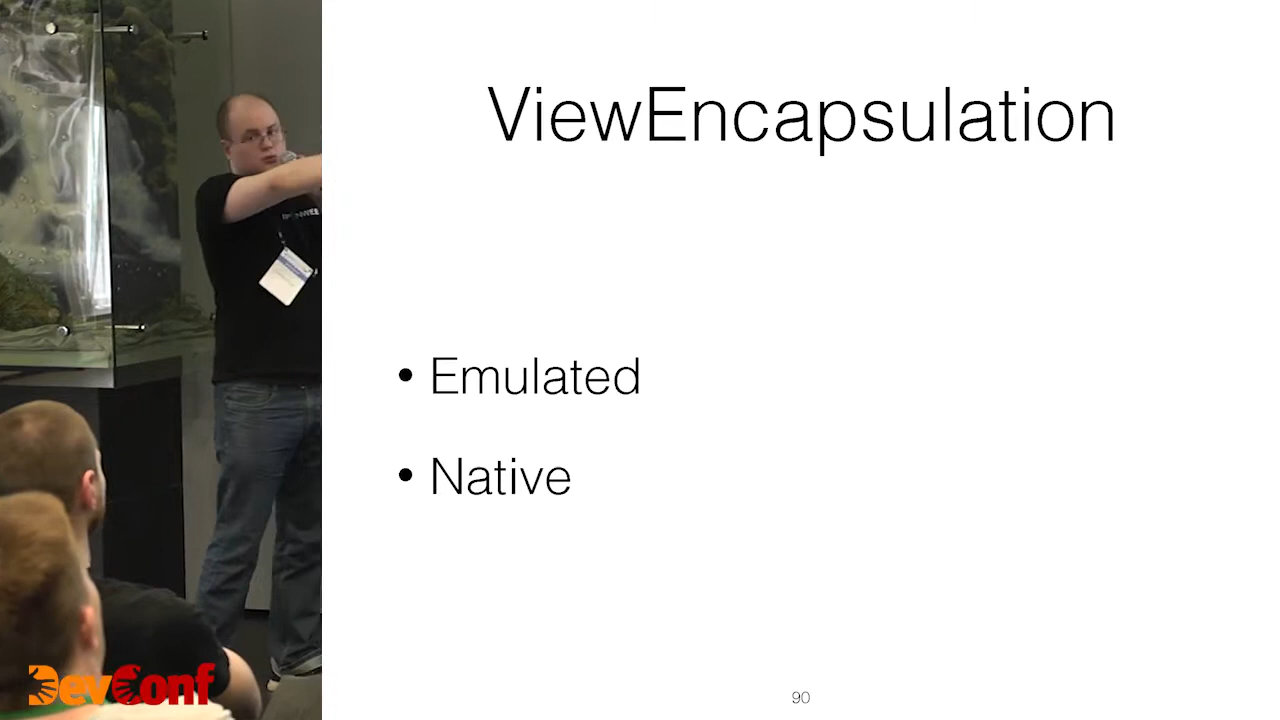 ViewEncapsulation
• Emulated
• Native
DevConf
90